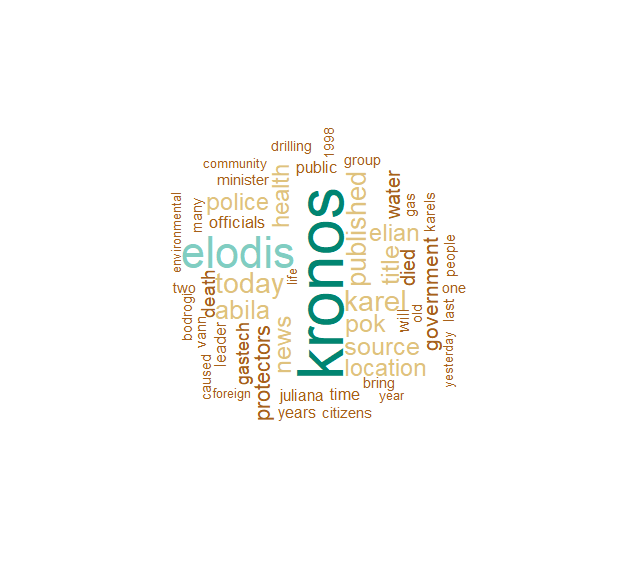 drilling
1998
community
public
group
minister
health
police
published
water
gas
karels
environmental
many
officials
kronos
elian
elodis
title
died
government
people
two
death
today
life
karel
one
abila
pok
will
old
last
bodrogi
vann
leader
gastech
protectors
news
source
yesterday
location
caused
foreign
bring
juliana
time
year
years
citizens